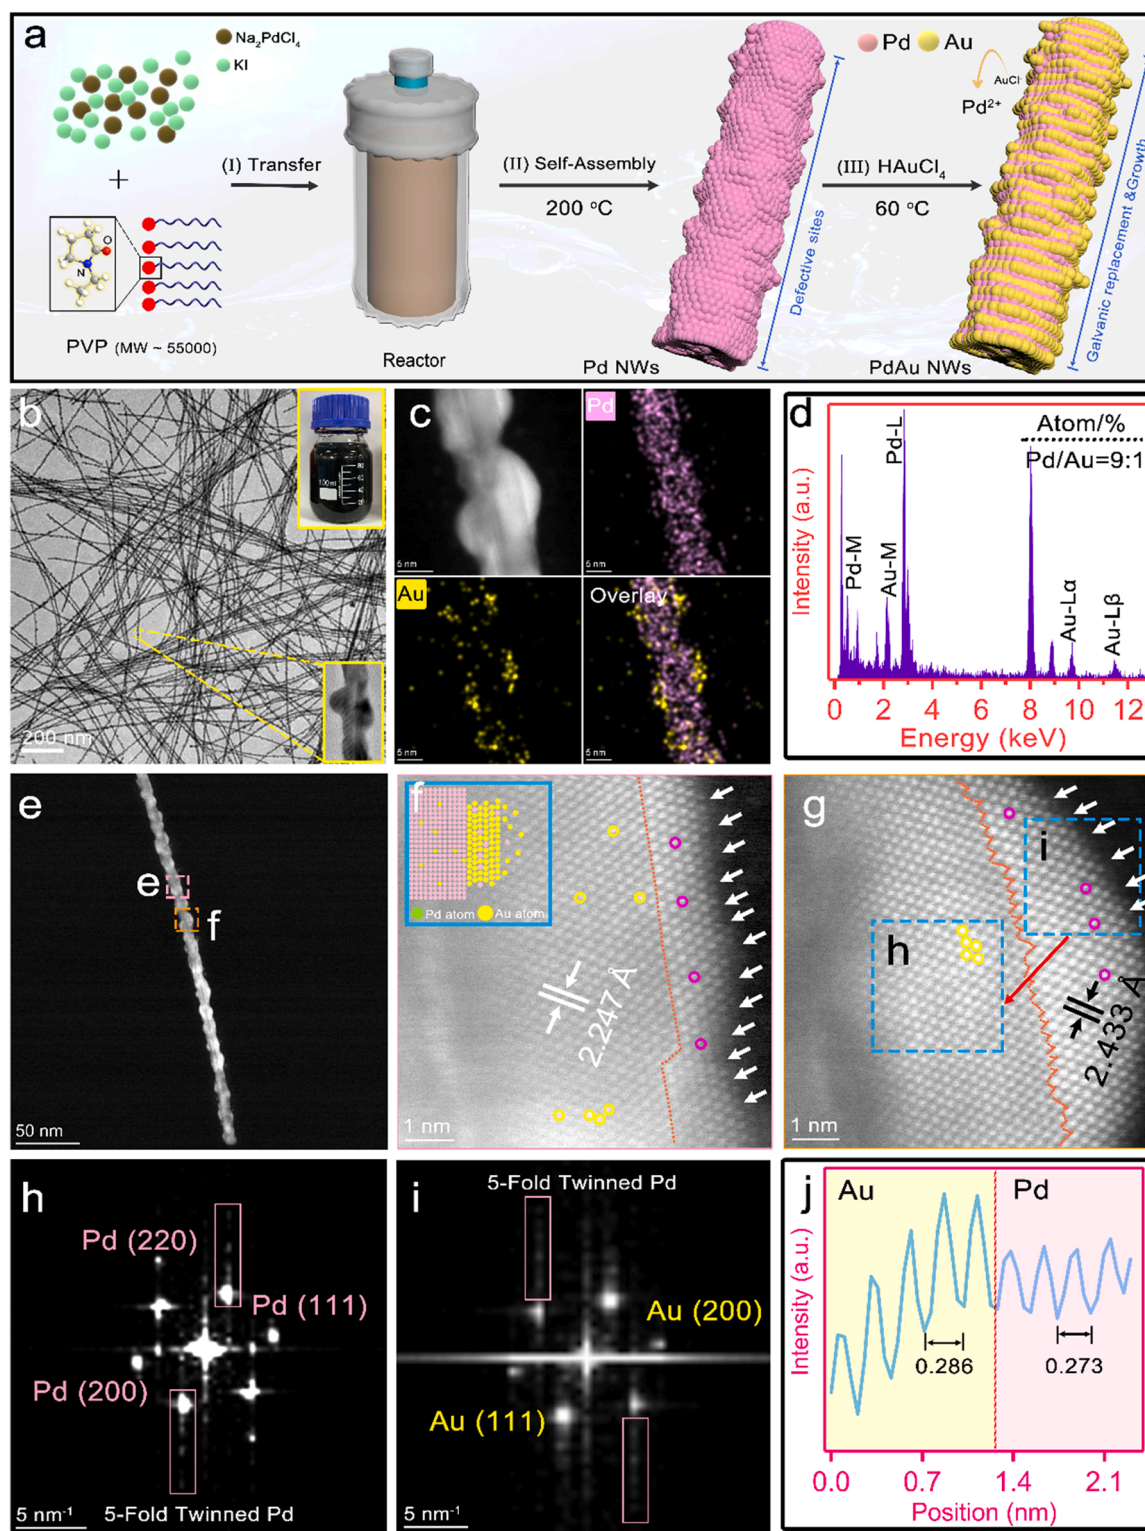 a
Na₂PdCl₄
KI
+
O
N
PVP (MW ~ 55000)
(I) Transfer
Reactor
(II) Self-Assembly
200 °C
Defective sites
Pd NWs
(III) HAuCl₄
60 °C
Pd Au
AuCl⁻
Pd²⁺
Galvanic replacement &Growth
PdAu NWs
b
200 nm
c
Pd
5 nm
5 nm
Au
Overlay
5 nm
5 nm
d
Atom/%
Pd/Au=9:1
Pd-M
Au-M
Pd-L
Au-Lα
Au-Lβ
Intensity (a.u.)
0 2 4 6 8 10 12
Energy (keV)
e
e
f
50 nm
f
Pd atom Au atom
2.247 Å
1 nm
g
i
h
2.433 Å
1 nm
h
Pd (220)
Pd (111)
Pd (200)
5-Fold Twinned Pd
5 nm⁻¹
i
5-Fold Twinned Pd
Au (200)
Au (111)
5 nm⁻¹
j
Au Pd
0.286
0.273
Intensity (a.u.)
0.0 0.7 1.4 2.1
Position (nm)